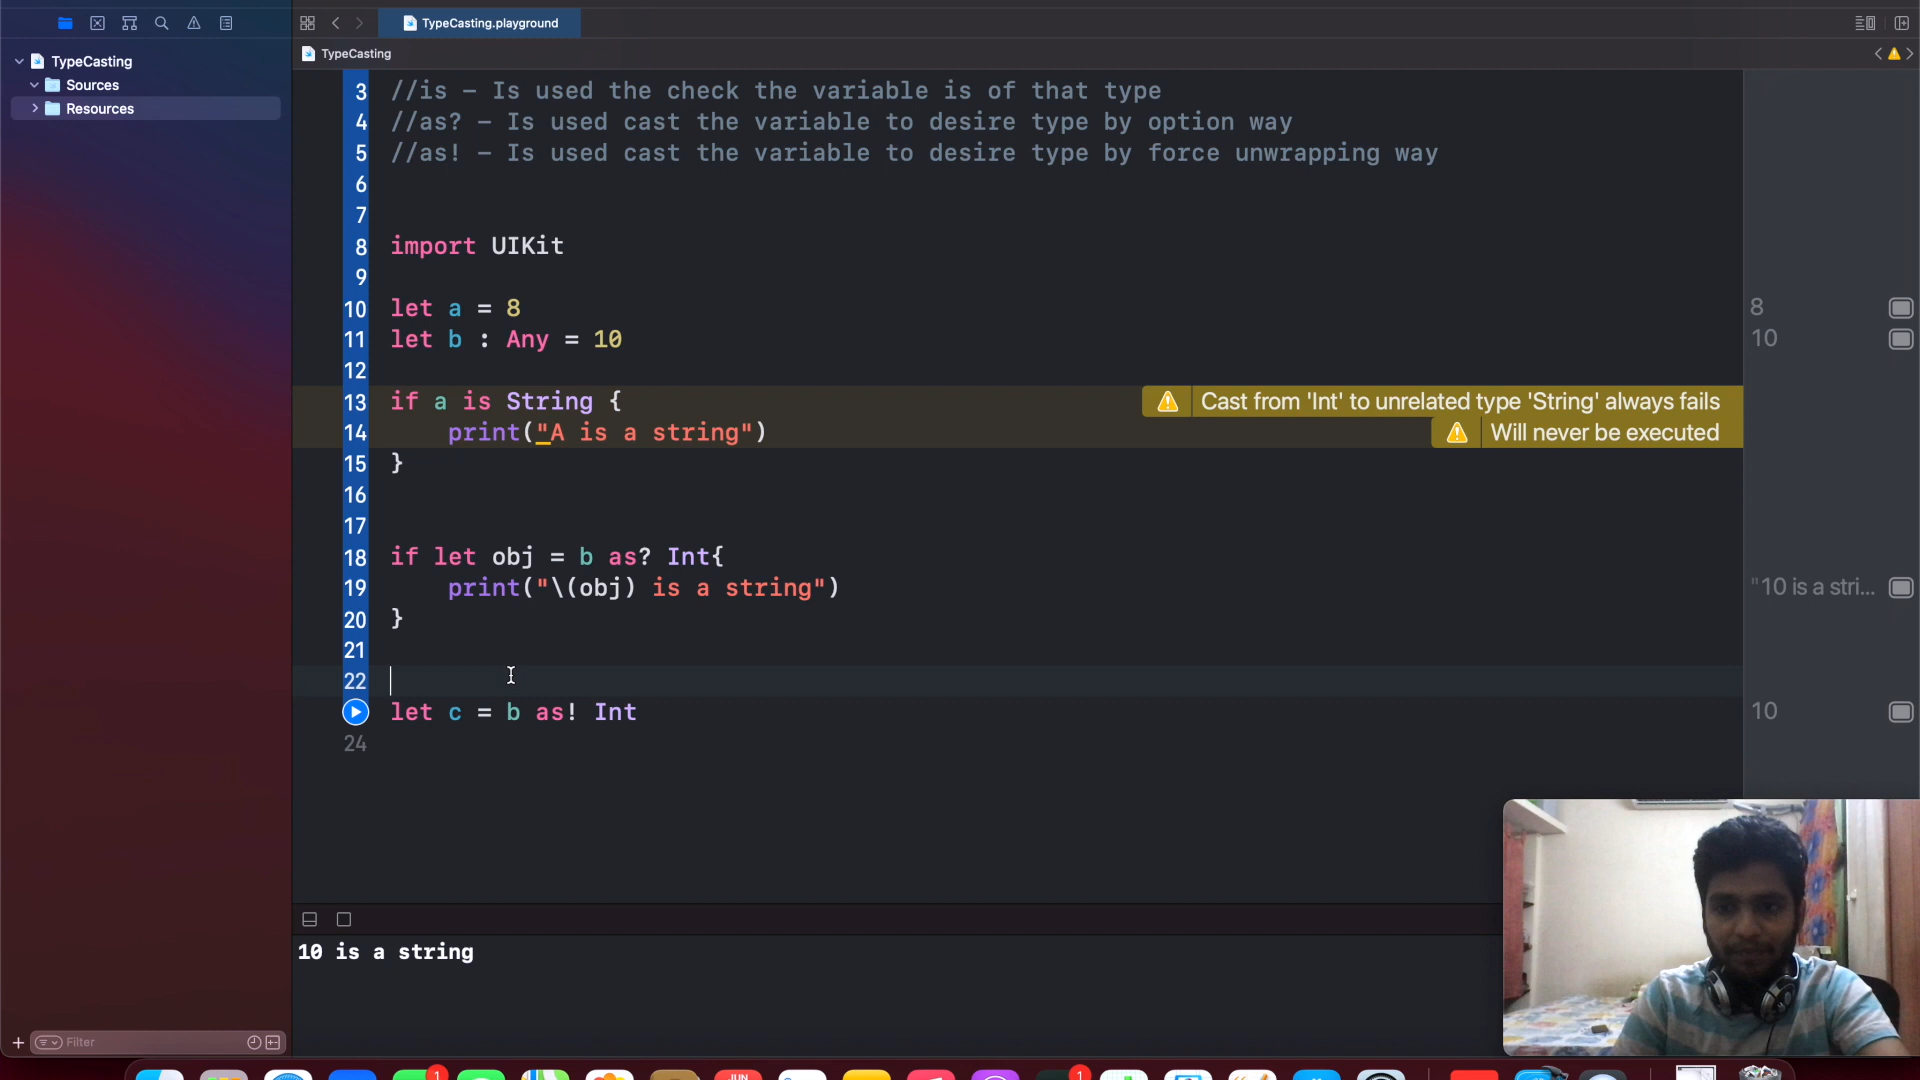 TypeCasting.playground
TypeCasting
TypeCasting
Sources
Resources
3 //is – Is used the check the variable is of that type
4 //as? – Is used cast the variable to desire type by option way
5 //as! – Is used cast the variable to desire type by force unwrapping way
6
7
8 import UIKit
9
10 let a = 8
8
11 let b : Any = 10
10
12
13 if a is String {
Cast from 'Int' to unrelated type 'String' always fails
14 print("A is a string")
Will never be executed
15 }
16
17
18 if let obj = b as? Int{
19 print("\(obj) is a string")
"10 is a stri...
20 }
21
22
let c = b as! Int
10
24
10 is a string
Filter
1
JUN
1